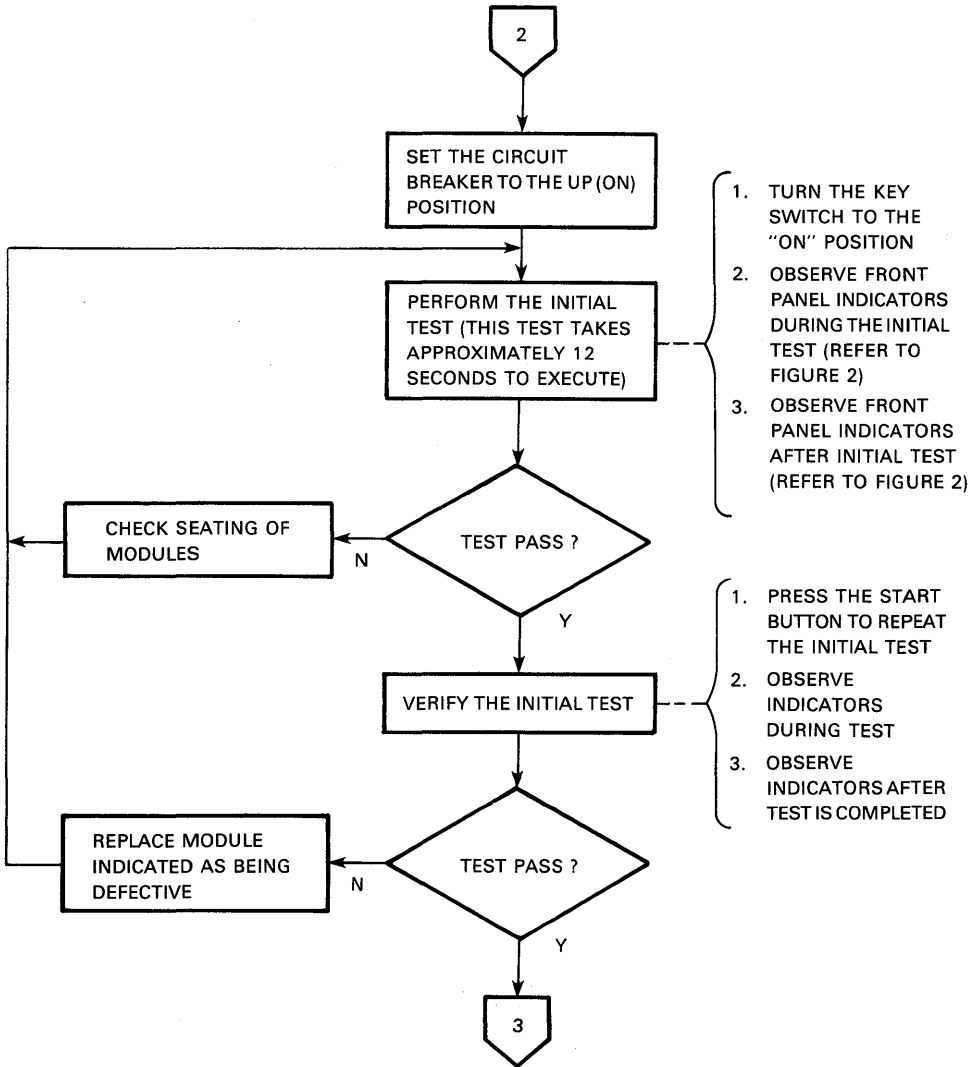 2
SET THE CIRCUIT
BREAKER TO THE UP (ON)
POSITION
PERFORM THE INITIAL
TEST (THIS TEST TAKES
APPROXIMATELY 12
SECONDS TO EXECUTE)
1. TURN THE KEY
SWITCH TO THE
"ON" POSITION
2. OBSERVE FRONT
PANEL INDICATORS
DURING THE INITIAL
TEST (REFER TO
FIGURE 2)
3. OBSERVE FRONT
PANEL INDICATORS
AFTER INITIAL TEST
(REFER TO FIGURE 2)
TEST PASS ?
N
CHECK SEATING OF
MODULES
Y
VERIFY THE INITIAL TEST
1. PRESS THE START
BUTTON TO REPEAT
THE INITIAL TEST
2. OBSERVE
INDICATORS
DURING TEST
3. OBSERVE
INDICATORS AFTER
TEST IS COMPLETED
TEST PASS ?
N
REPLACE MODULE
INDICATED AS BEING
DEFECTIVE
Y
3